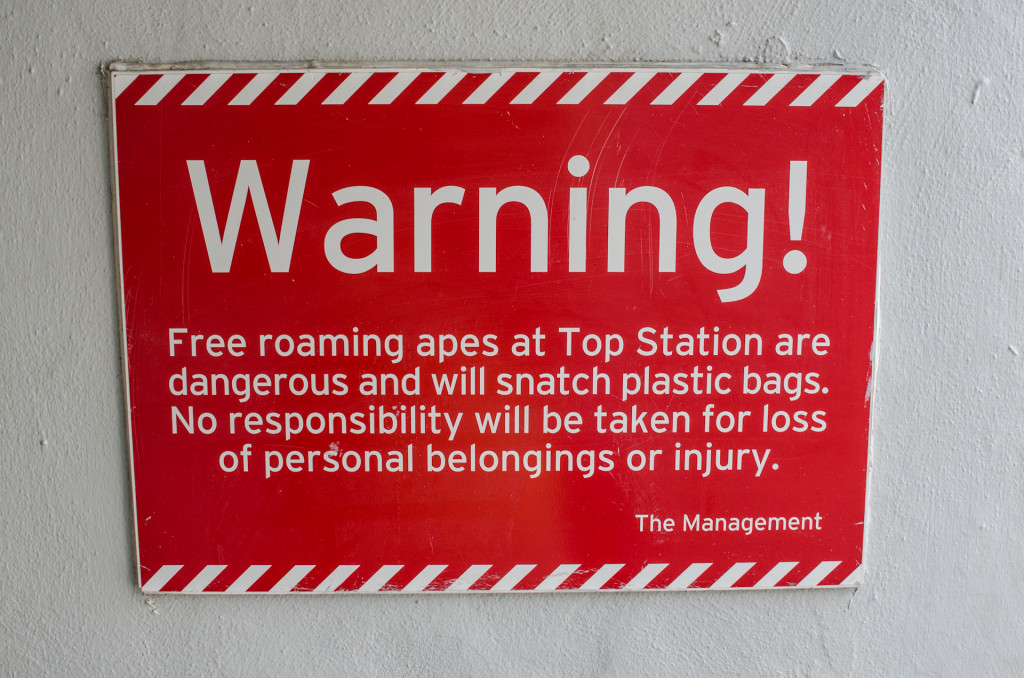 Warning!
Free roaming apes at Top Station are
dangerous and will snatch plastic bags.
No responsibility will be taken for loss
of personal belongings or injury.
The Management